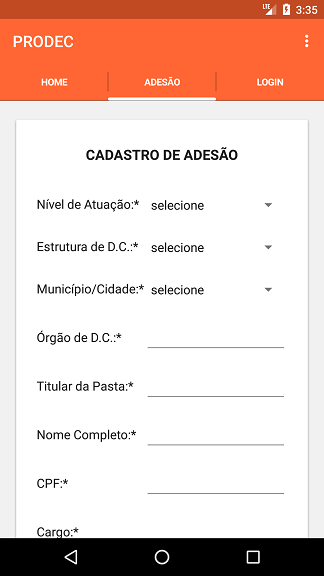 LTE 3:35
PRODEC
HOME ADESÃO LOGIN
CADASTRO DE ADESÃO
Nível de Atuação:* selecione
Estrutura de D.C.:* selecione
Município/Cidade:* selecione
Órgão de D.C.:*
Titular da Pasta:*
Nome Completo:*
CPF:*
Cargo:*